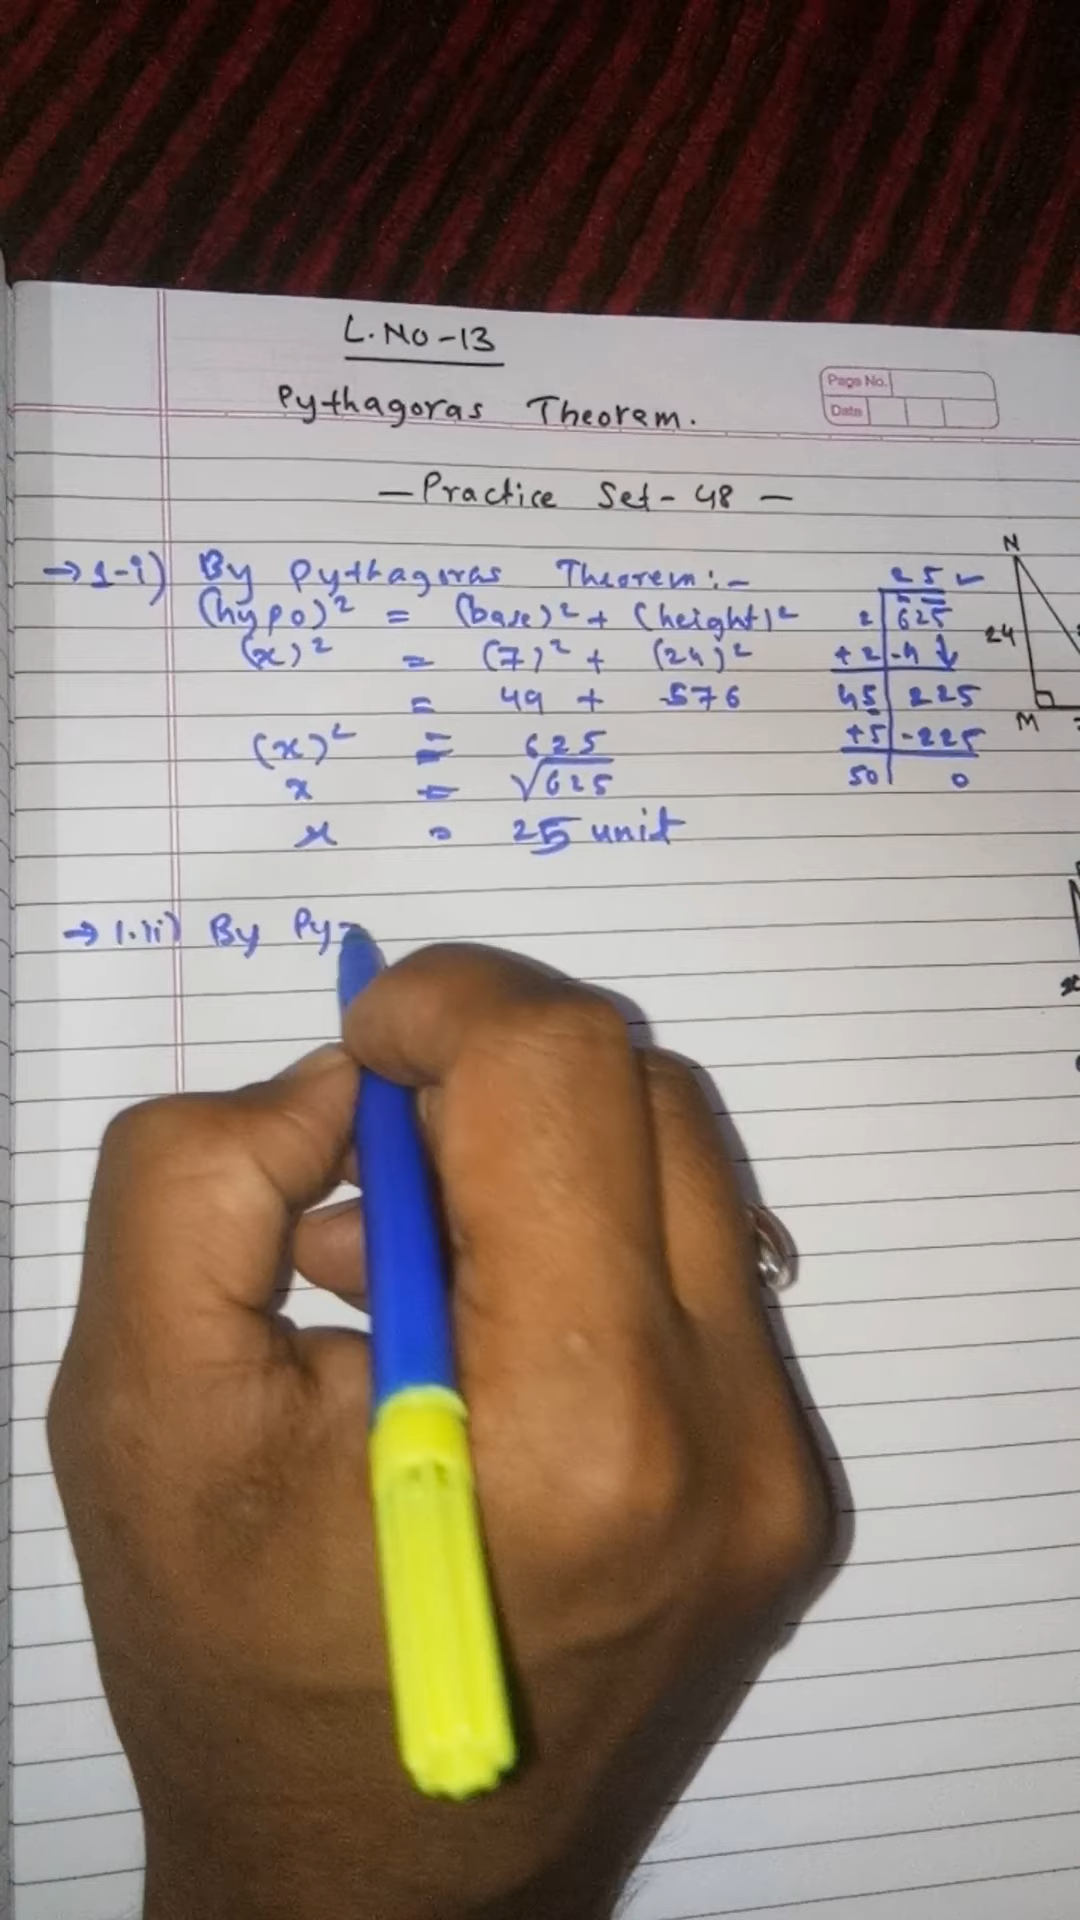 L.No-13
Pythagoras Theorem.
Page No.
Date
- Practice Set- 48 -
→ 1-i) By Pythagoras Theorem:-
(hypo)² = (base)² + (height)²
(x)² = (7)² + (24)²
= 49 + 576
(x)² = 625
x = √625
x = 25 unit
25 ✓
2 | 625
+2 | -4 ↓
45 | 225
+5 | -225
50 | 0
N
24
M
→ 1.ii) By Py
x